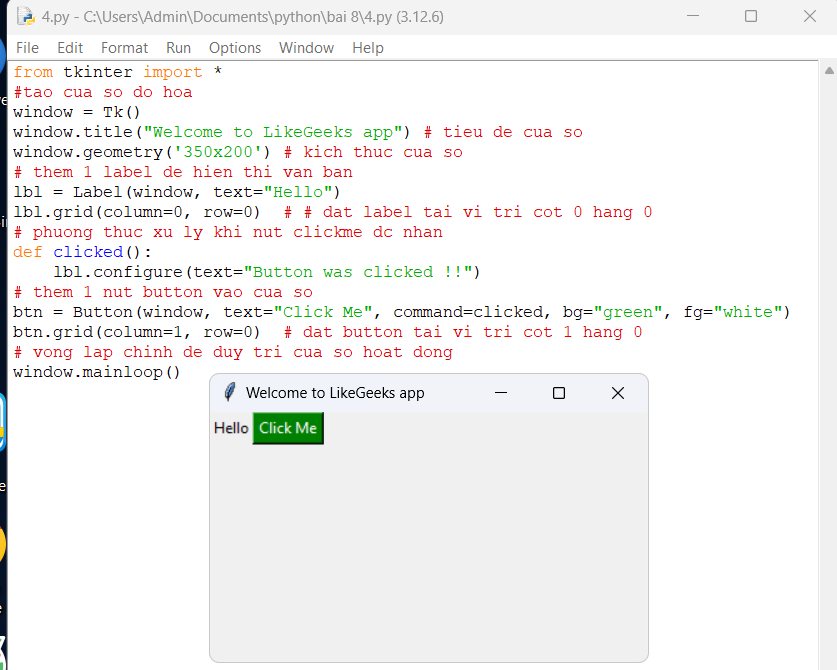 4.py - C:\Users\Admin\Documents\python\bai 8\4.py (3.12.6)
File Edit Format Run Options Window Help
from tkinter import *
#tao cua so do hoa
window = Tk()
window.title("Welcome to LikeGeeks app") # tieu de cua so
window.geometry('350x200') # kich thuc cua so
# them 1 label de hien thi van ban
lbl = Label(window, text="Hello")
lbl.grid(column=0, row=0)  # # dat label tai vi tri cot 0 hang 0
# phuong thuc xu ly khi nut clickme dc nhan
def clicked():
    lbl.configure(text="Button was clicked !!")
# them 1 nut button vao cua so
btn = Button(window, text="Click Me", command=clicked, bg="green", fg="white")
btn.grid(column=1, row=0)  # dat button tai vi tri cot 1 hang 0
# vong lap chinh de duy tri cua so hoat dong
window.mainloop()
Welcome to LikeGeeks app
Hello Click Me